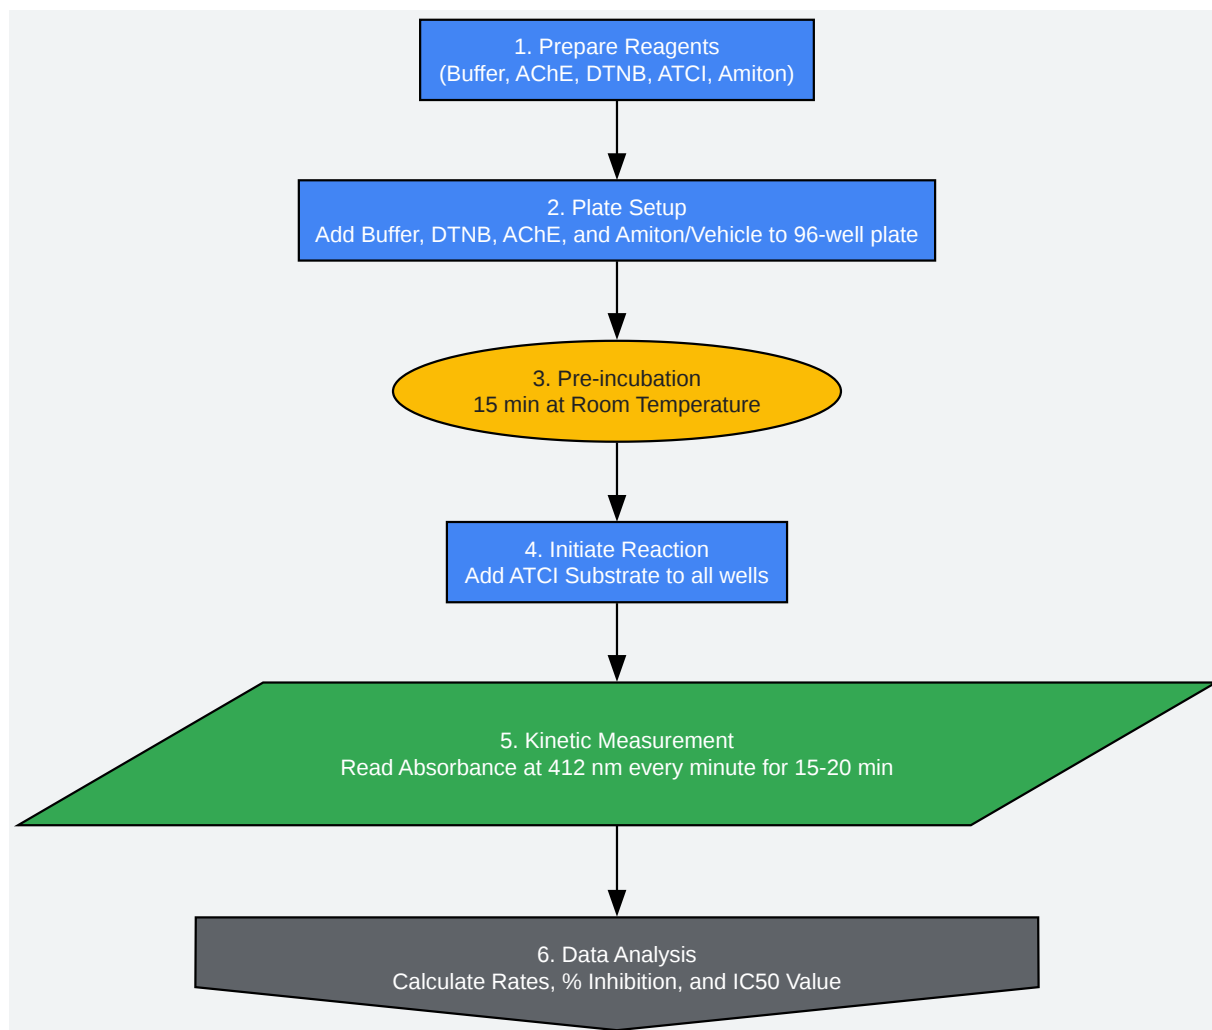 1. Prepare Reagents
(Buffer, AChE, DTNB, ATCI, Amiton)
2. Plate Setup
Add Buffer, DTNB, AChE, and Amiton/Vehicle to 96-well plate
3. Pre-incubation
15 min at Room Temperature
4. Initiate Reaction
Add ATCI Substrate to all wells
5. Kinetic Measurement
Read Absorbance at 412 nm every minute for 15-20 min
6. Data Analysis
Calculate Rates, % Inhibition, and IC50 Value